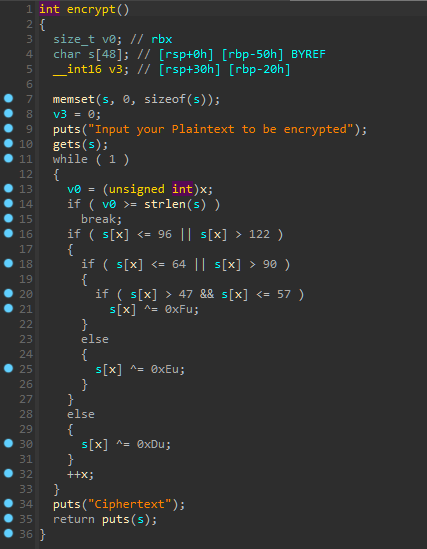 1 int encrypt()
2 {
3 size_t v0; // rbx
4 char s[48]; // [rsp+0h] [rbp-50h] BYREF
5 __int16 v3; // [rsp+30h] [rbp-20h]
6
7 memset(s, 0, sizeof(s));
8 v3 = 0;
9 puts("Input your Plaintext to be encrypted");
10 gets(s);
11 while ( 1 )
12 {
13 v0 = (unsigned int)x;
14 if ( v0 >= strlen(s) )
15 break;
16 if ( s[x] <= 96 || s[x] > 122 )
17 {
18 if ( s[x] <= 64 || s[x] > 90 )
19 {
20 if ( s[x] > 47 && s[x] <= 57 )
21 s[x] ^= 0xFu;
22 }
23 else
24 {
25 s[x] ^= 0xEu;
26 }
27 }
28 else
29 {
30 s[x] ^= 0xDu;
31 }
32 ++x;
33 }
34 puts("Ciphertext");
35 return puts(s);
36 }